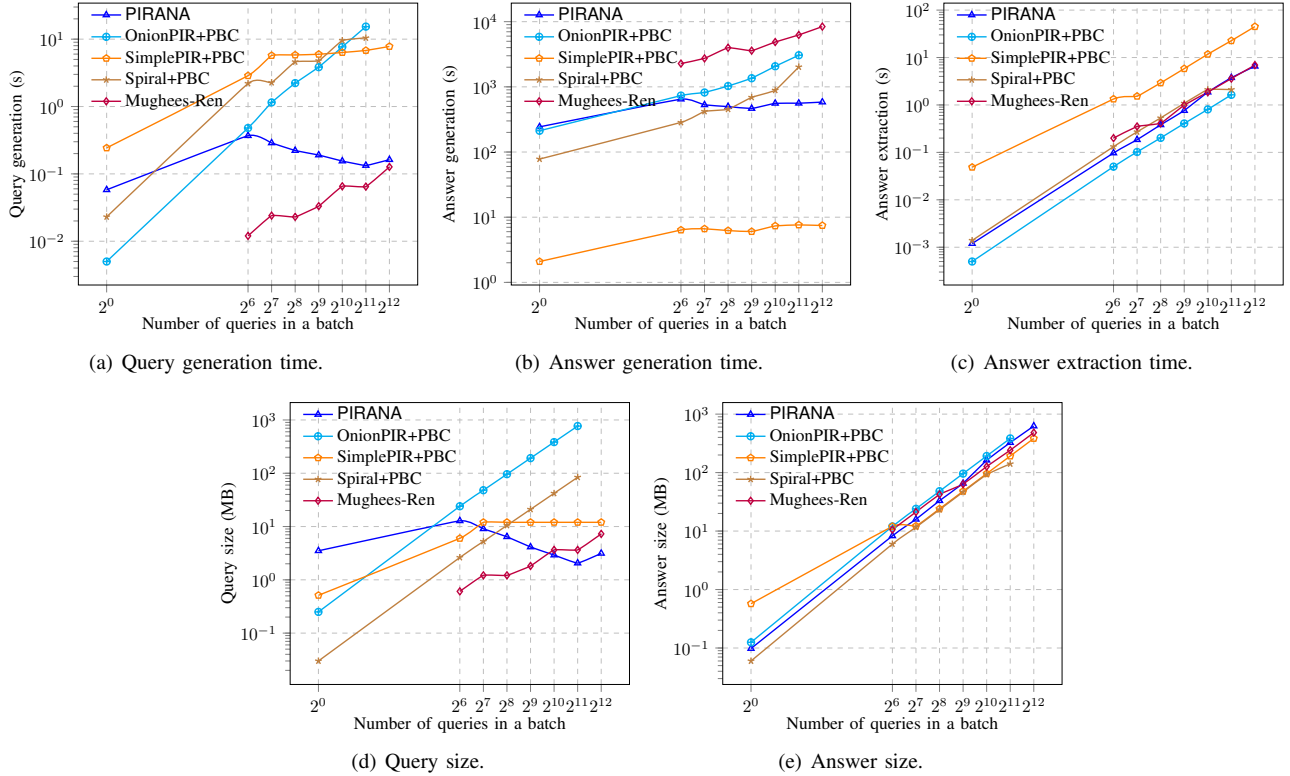 PIRANA
OnionPIR+PBC
SimplePIR+PBC
Spiral+PBC
Mughees-Ren
10^1
10^0
10^−1
10^−2
Query generation (s)
2^0 2^6 2^7 2^8 2^9 2^10 2^11 2^12
Number of queries in a batch
(a) Query generation time.
PIRANA
OnionPIR+PBC
SimplePIR+PBC
Spiral+PBC
Mughees-Ren
10^4
10^3
10^2
10^1
10^0
Answer generation (s)
2^0 2^6 2^7 2^8 2^9 2^10 2^11 2^12
Number of queries in a batch
(b) Answer generation time.
PIRANA
OnionPIR+PBC
SimplePIR+PBC
Spiral+PBC
Mughees-Ren
10^2
10^1
10^0
10^−1
10^−2
10^−3
Answer extraction (s)
2^0 2^6 2^7 2^8 2^9 2^10 2^11 2^12
Number of queries in a batch
(c) Answer extraction time.
PIRANA
OnionPIR+PBC
SimplePIR+PBC
Spiral+PBC
Mughees-Ren
10^3
10^2
10^1
10^0
10^−1
Query size (MB)
2^0 2^6 2^7 2^8 2^9 2^10 2^11 2^12
Number of queries in a batch
(d) Query size.
PIRANA
OnionPIR+PBC
SimplePIR+PBC
Spiral+PBC
Mughees-Ren
10^3
10^2
10^1
10^0
10^−1
Answer size (MB)
2^0 2^6 2^7 2^8 2^9 2^10 2^11 2^12
Number of queries in a batch
(e) Answer size.